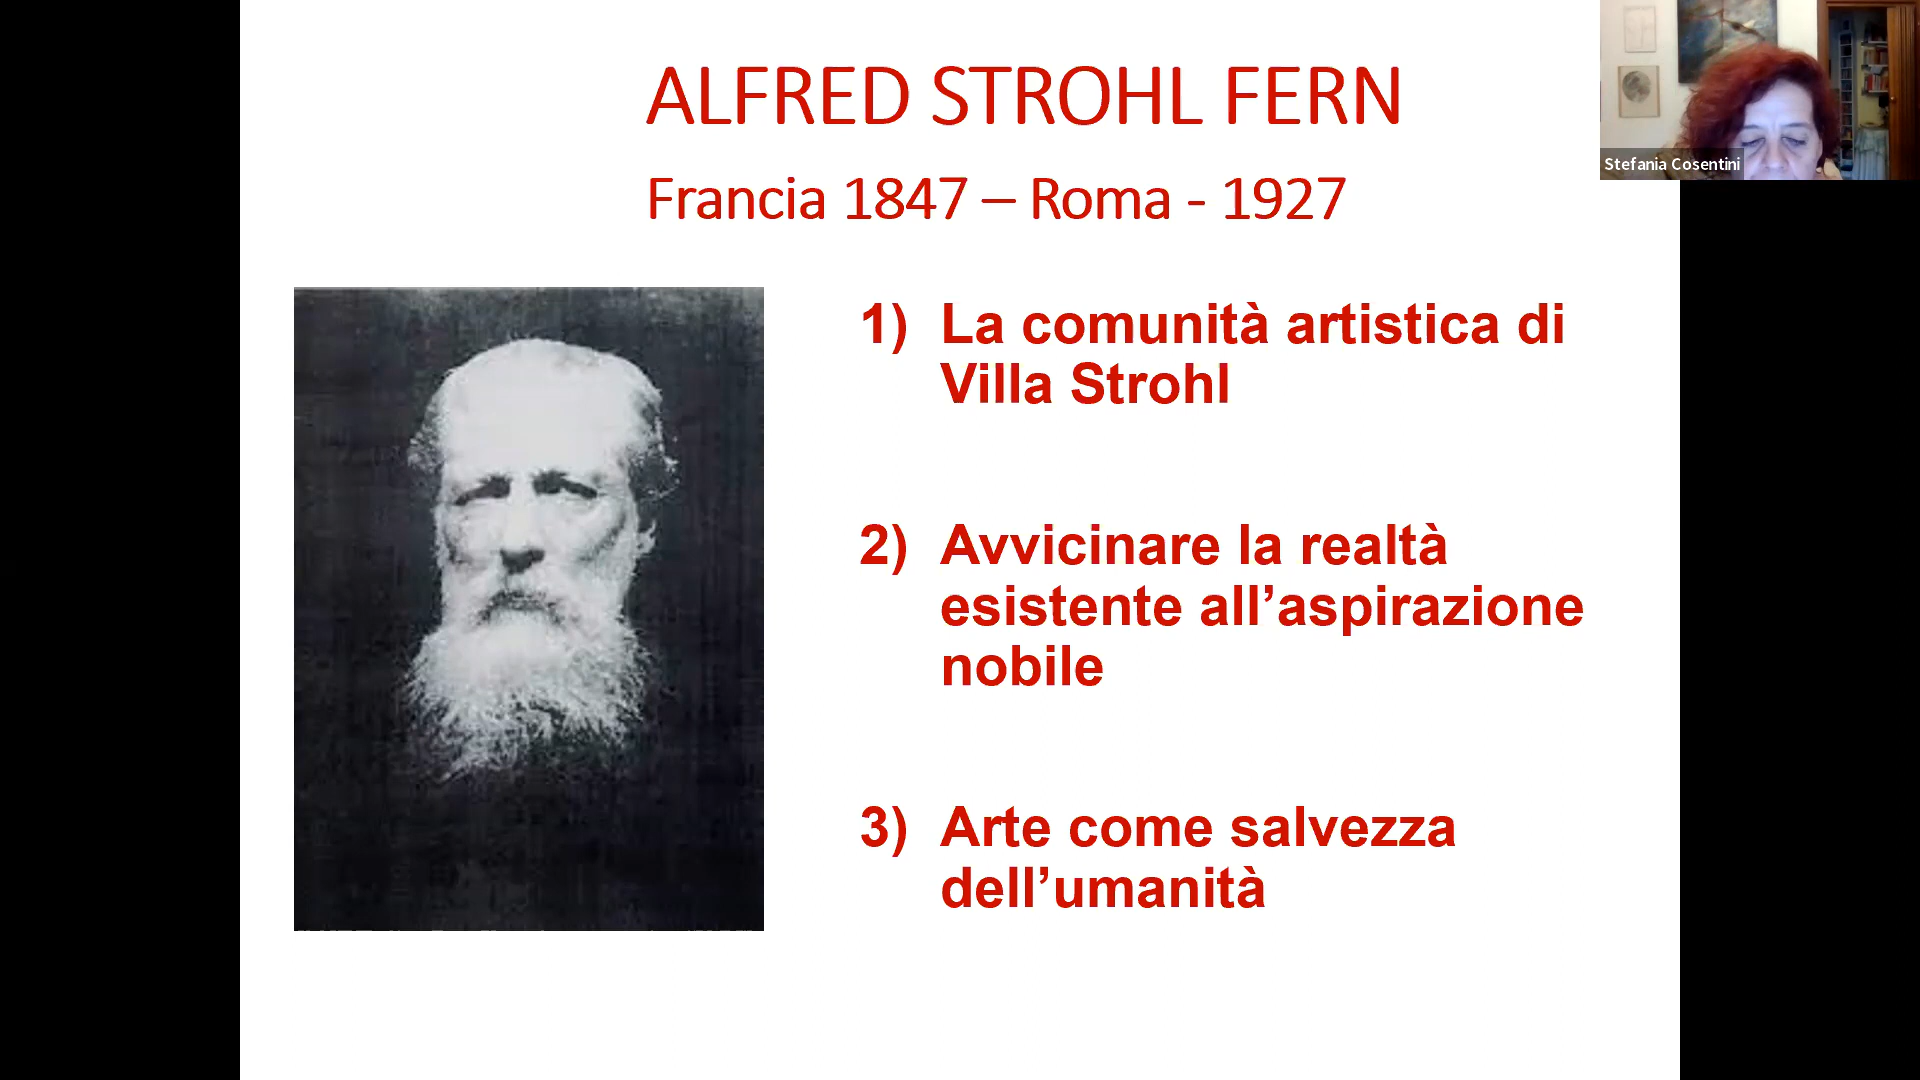 ALFRED STROHL FERN
Francia 1847 – Roma - 1927
Stefania Cosentini
1) La comunità artistica di
Villa Strohl
2) Avvicinare la realtà
esistente all’aspirazione
nobile
3) Arte come salvezza
dell’umanità